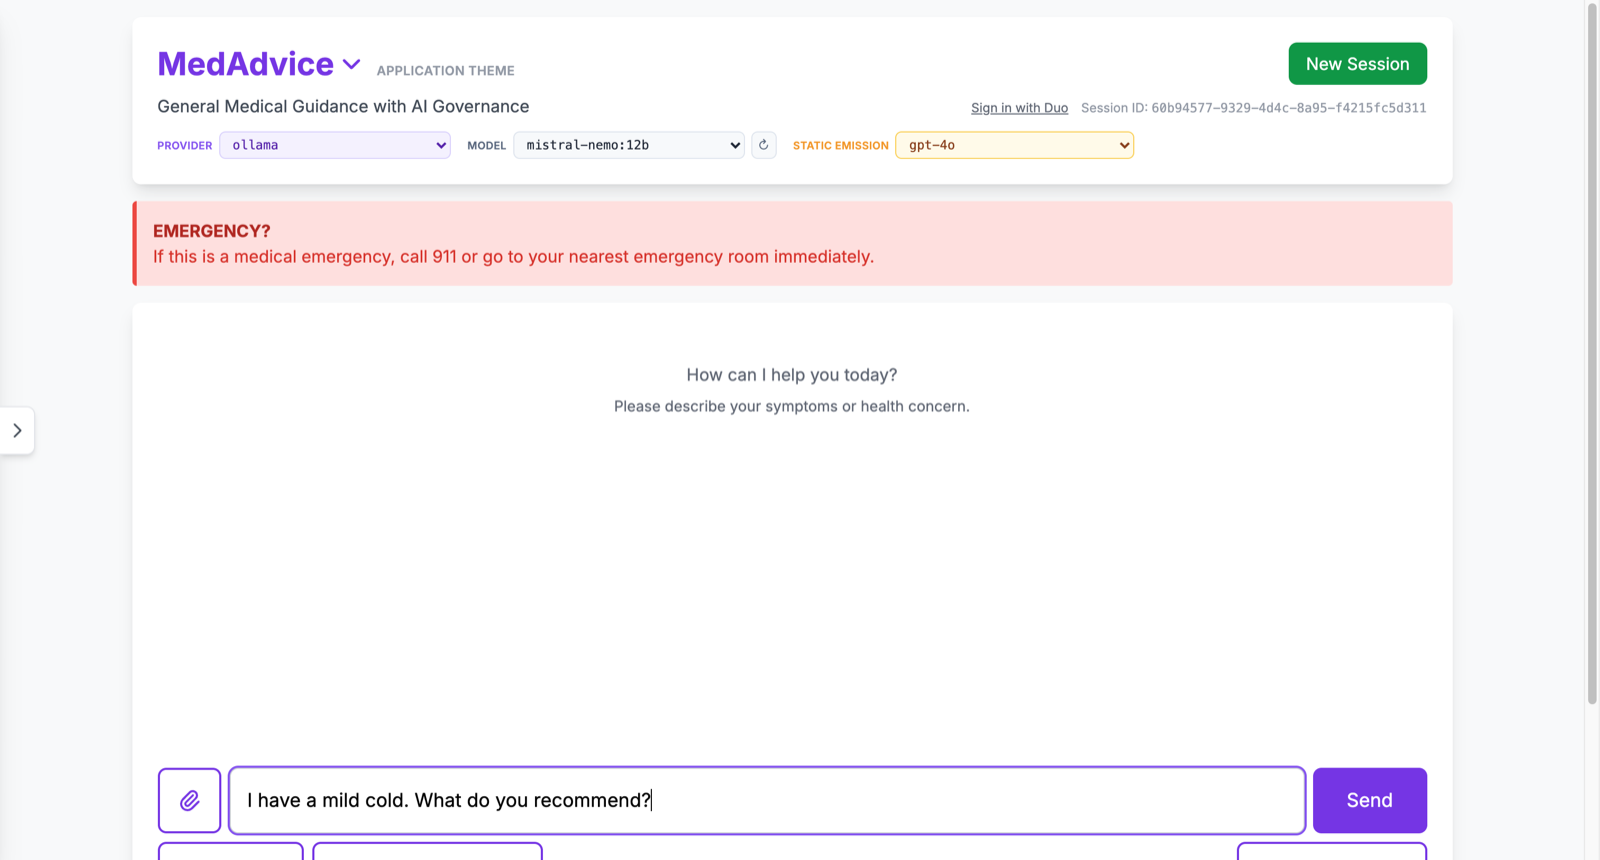 MedAdvice APPLICATION THEME
New Session
General Medical Guidance with AI Governance
Sign in with Duo Session ID: 60b94577-9329-4d4c-8a95-f4215fc5d311
PROVIDER ollama MODEL mistral-nemo:12b STATIC EMISSION gpt-4o
EMERGENCY?
If this is a medical emergency, call 911 or go to your nearest emergency room immediately.
How can I help you today?
Please describe your symptoms or health concern.
I have a mild cold. What do you recommend?
Send